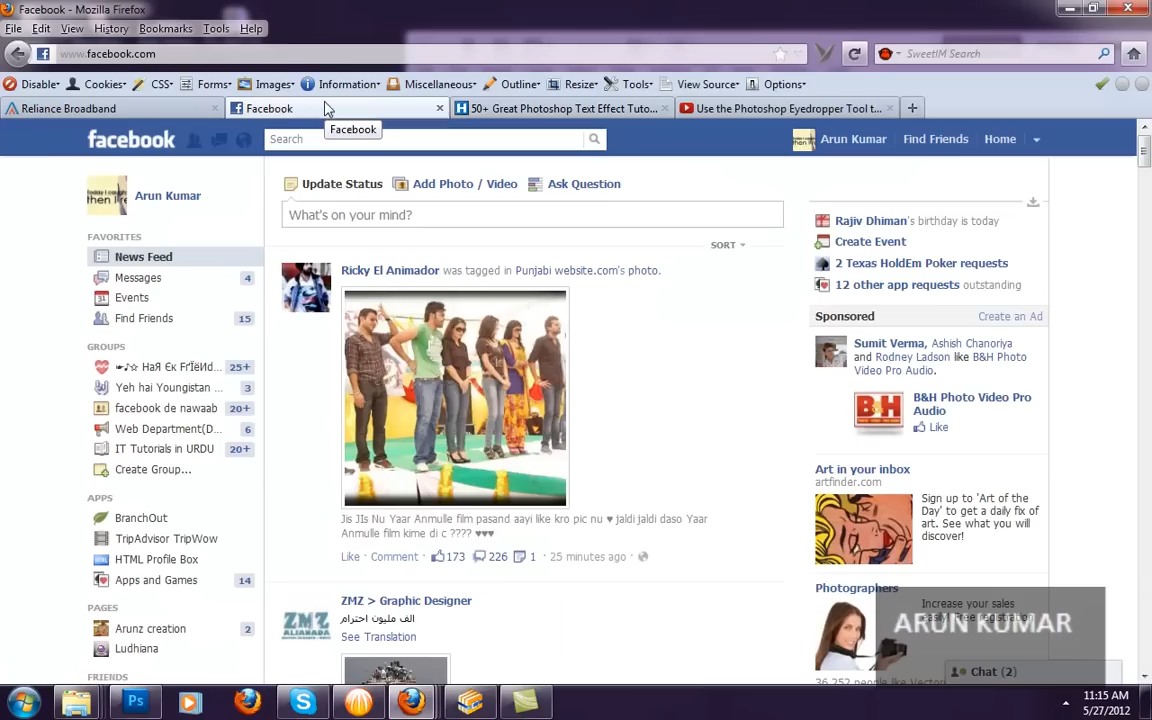 Facebook - Mozilla Firefox
File Edit View History Bookmarks Tools Help
www.facebook.com
SweetIM Search
Disable Cookies CSS Forms Images Information Miscellaneous Outline Resize Tools View Source Options
Reliance Broadband
Facebook
50+ Great Photoshop Text Effect Tuto...
Use the Photoshop Eyedropper Tool t...
Facebook
facebook
Search
Arun Kumar
Find Friends
Home
Arun Kumar
FAVORITES
News Feed
Messages 4
Events
Find Friends 15
GROUPS
25+
Yeh hai Youngistan ... 3
facebook de nawaab 20+
Web Department(D... 6
IT Tutorials in URDU 20+
Create Group...
APPS
BranchOut
TripAdvisor TripWow
HTML Profile Box
Apps and Games 14
PAGES
Arunz creation 2
Ludhiana
FRIENDS
Update Status Add Photo / Video Ask Question
What's on your mind?
SORT
Ricky El Animador was tagged in Punjabi website.com's photo.
Jis JIs Nu Yaar Anmulle film pasand aayi like kro pic nu ♥ jaldi jaldi daso Yaar
Anmulle film kime di c ???? ♥♥♥
Like · Comment · 173 226 1 · 25 minutes ago ·
ZMZ > Graphic Designer
الف مليون احترام
See Translation
ZMZ
ALJANADA
Rajiv Dhiman's birthday is today
Create Event
2 Texas HoldEm Poker requests
12 other app requests outstanding
Sponsored
Create an Ad
Sumit Verma, Ashish Chanoriya
and Rodney Ladson like B&H Photo
Video Pro Audio.
B&H
B&H Photo Video Pro
Audio
Like
Art in your inbox
artfinder.com
Sign up to 'Art of the
Day' to get a daily fix of
art. See what you will
discover!
Photographers
Increase your sales
easily! Free registration
ARUN KUMAR
Chat (2)
Ps
11:15 AM
5/27/2012